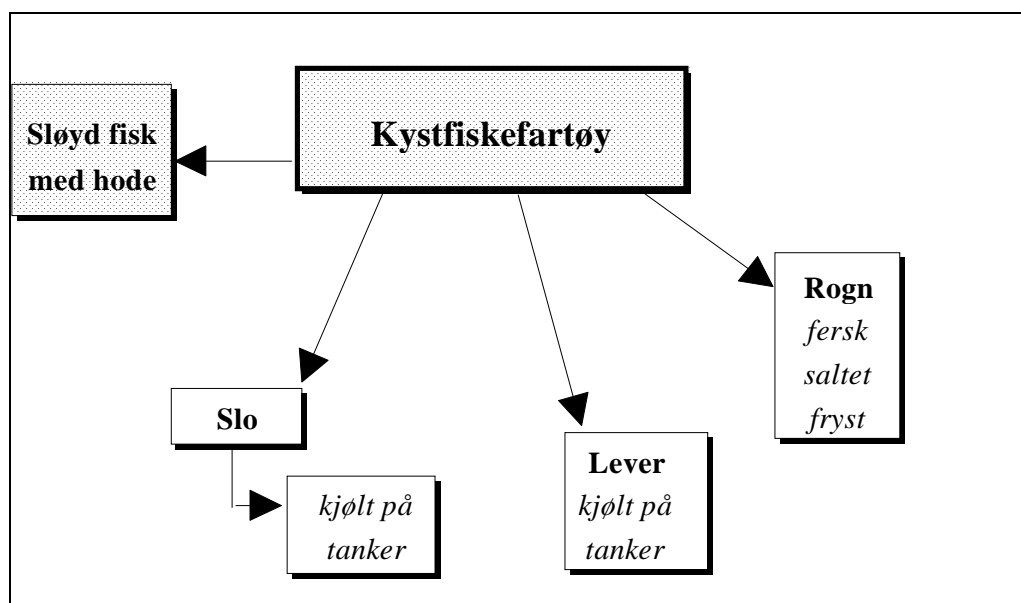 Kystfiskefartøy
Sløyd fisk
med hode
Rogn
fersk
saltet
fryst
Slo
kjølt på
tanker
Lever
kjølt på
tanker